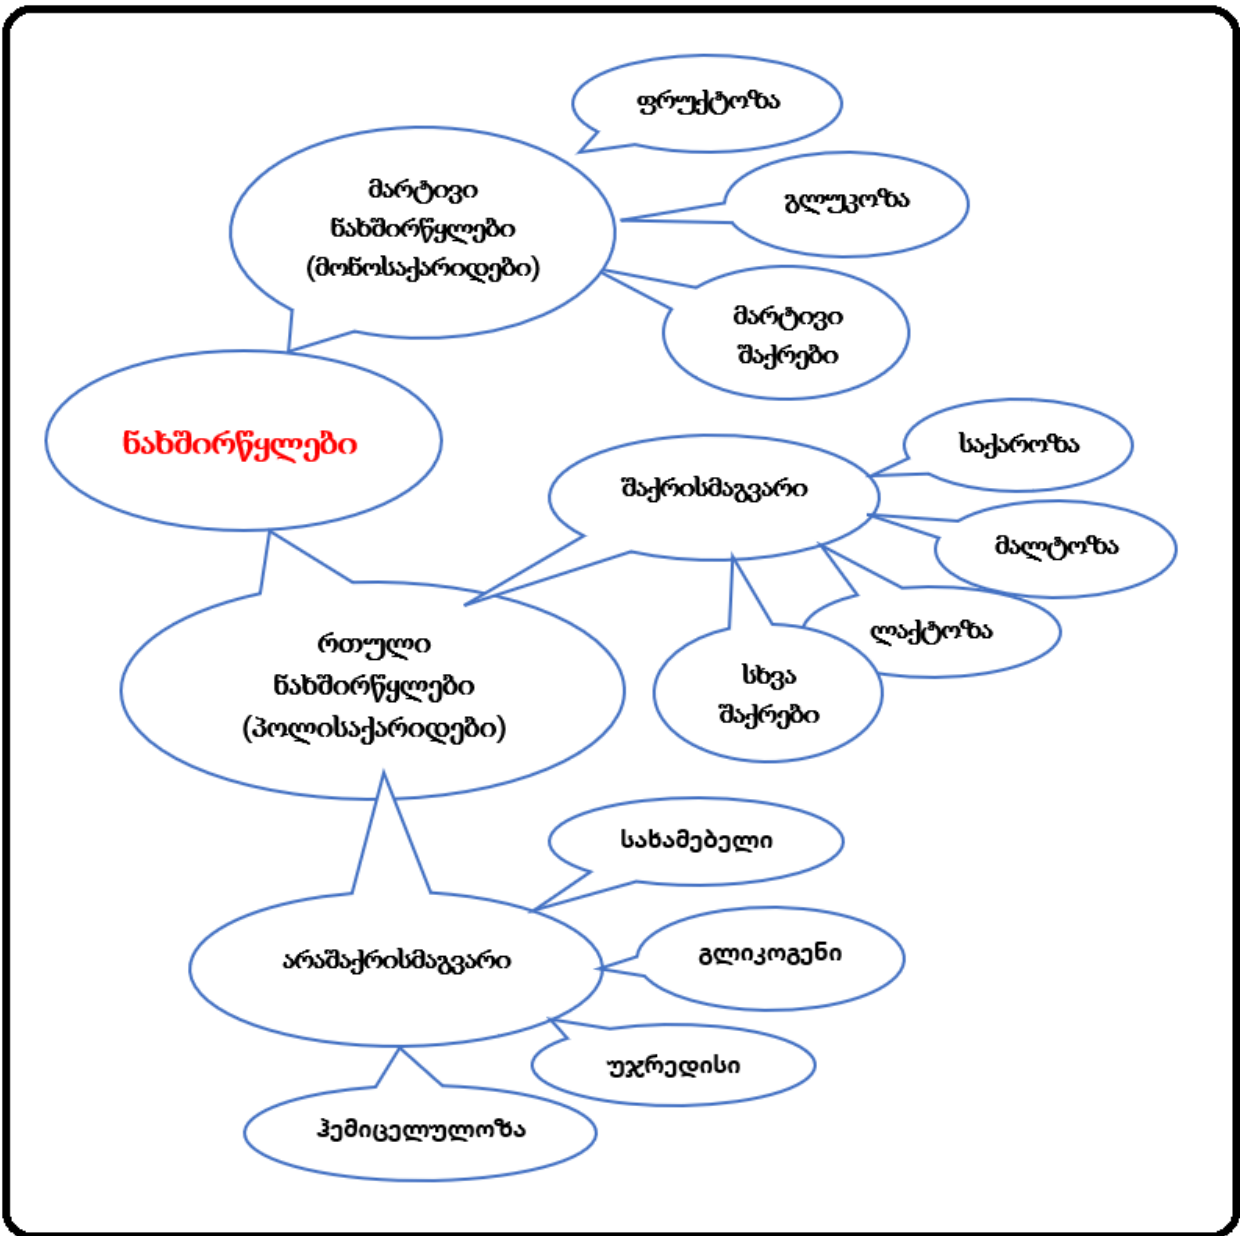 ფრუქტოზა
მარტივი
ნახშირწყლები
(მონოსაქარიდები)
გლუკოზა
მარტივი
შაქრები
ნახშირწყლები
შაქრისმაგვარი
საქაროზა
მალტოზა
ლაქტოზა
სხვა
შაქრები
რთული
ნახშირწყლები
(პოლისაქარიდები)
არაშაქრისმაგვარი
სახამებელი
გლიკოგენი
უჯრედისი
ჰემიცელულოზა